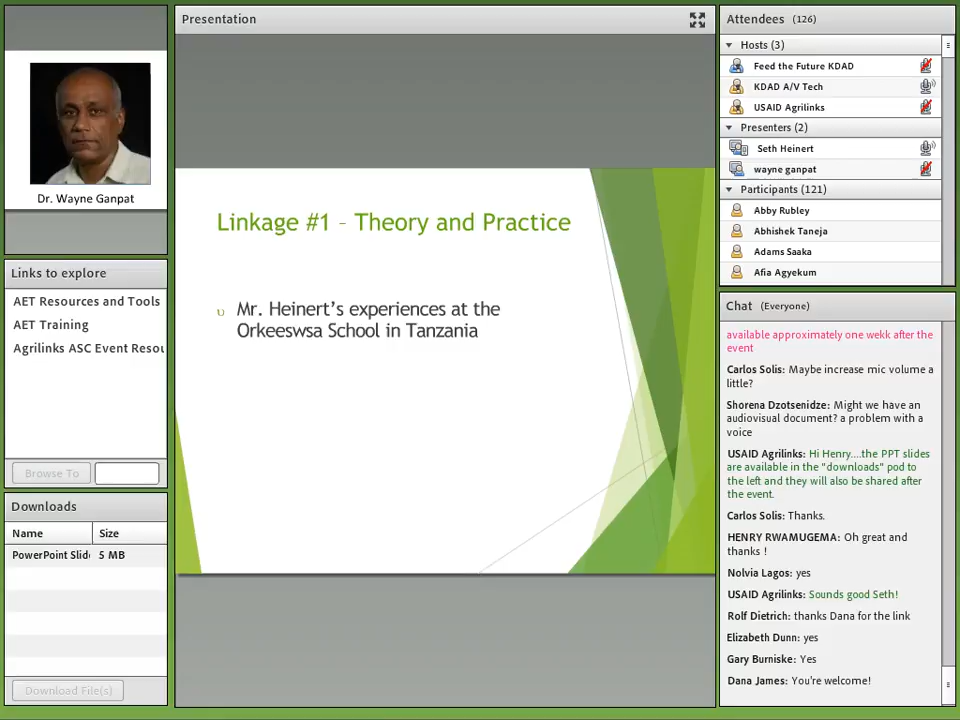 Dr. Wayne Ganpat
Links to explore
AET Resources and Tools
AET Training
Agrilinks ASC Event Resou
Browse To
Downloads
Name Size
PowerPoint Slid 5 MB
Download File(s)
Presentation
Linkage #1 – Theory and Practice
Mr. Heinert's experiences at the
Orkeeswsa School in Tanzania
Attendees (126)
Hosts (3)
Feed the Future KDAD
KDAD A/V Tech
USAID Agrilinks
Presenters (2)
Seth Heinert
wayne ganpat
Participants (121)
Abby Rubley
Abhishek Taneja
Adams Saaka
Afia Agyekum
Chat (Everyone)
available approximately one wekk after the
event
Carlos Solis: Maybe increase mic volume a
little?
Shorena Dzotsenidze: Might we have an
audiovisual document? a problem with a
voice
USAID Agrilinks: Hi Henry....the PPT slides
are available in the "downloads" pod to
the left and they will also be shared after
the event.
Carlos Solis: Thanks.
HENRY RWAMUGEMA: Oh great and
thanks !
Nolvia Lagos: yes
USAID Agrilinks: Sounds good Seth!
Rolf Dietrich: thanks Dana for the link
Elizabeth Dunn: yes
Gary Burniske: Yes
Dana James: You're welcome!